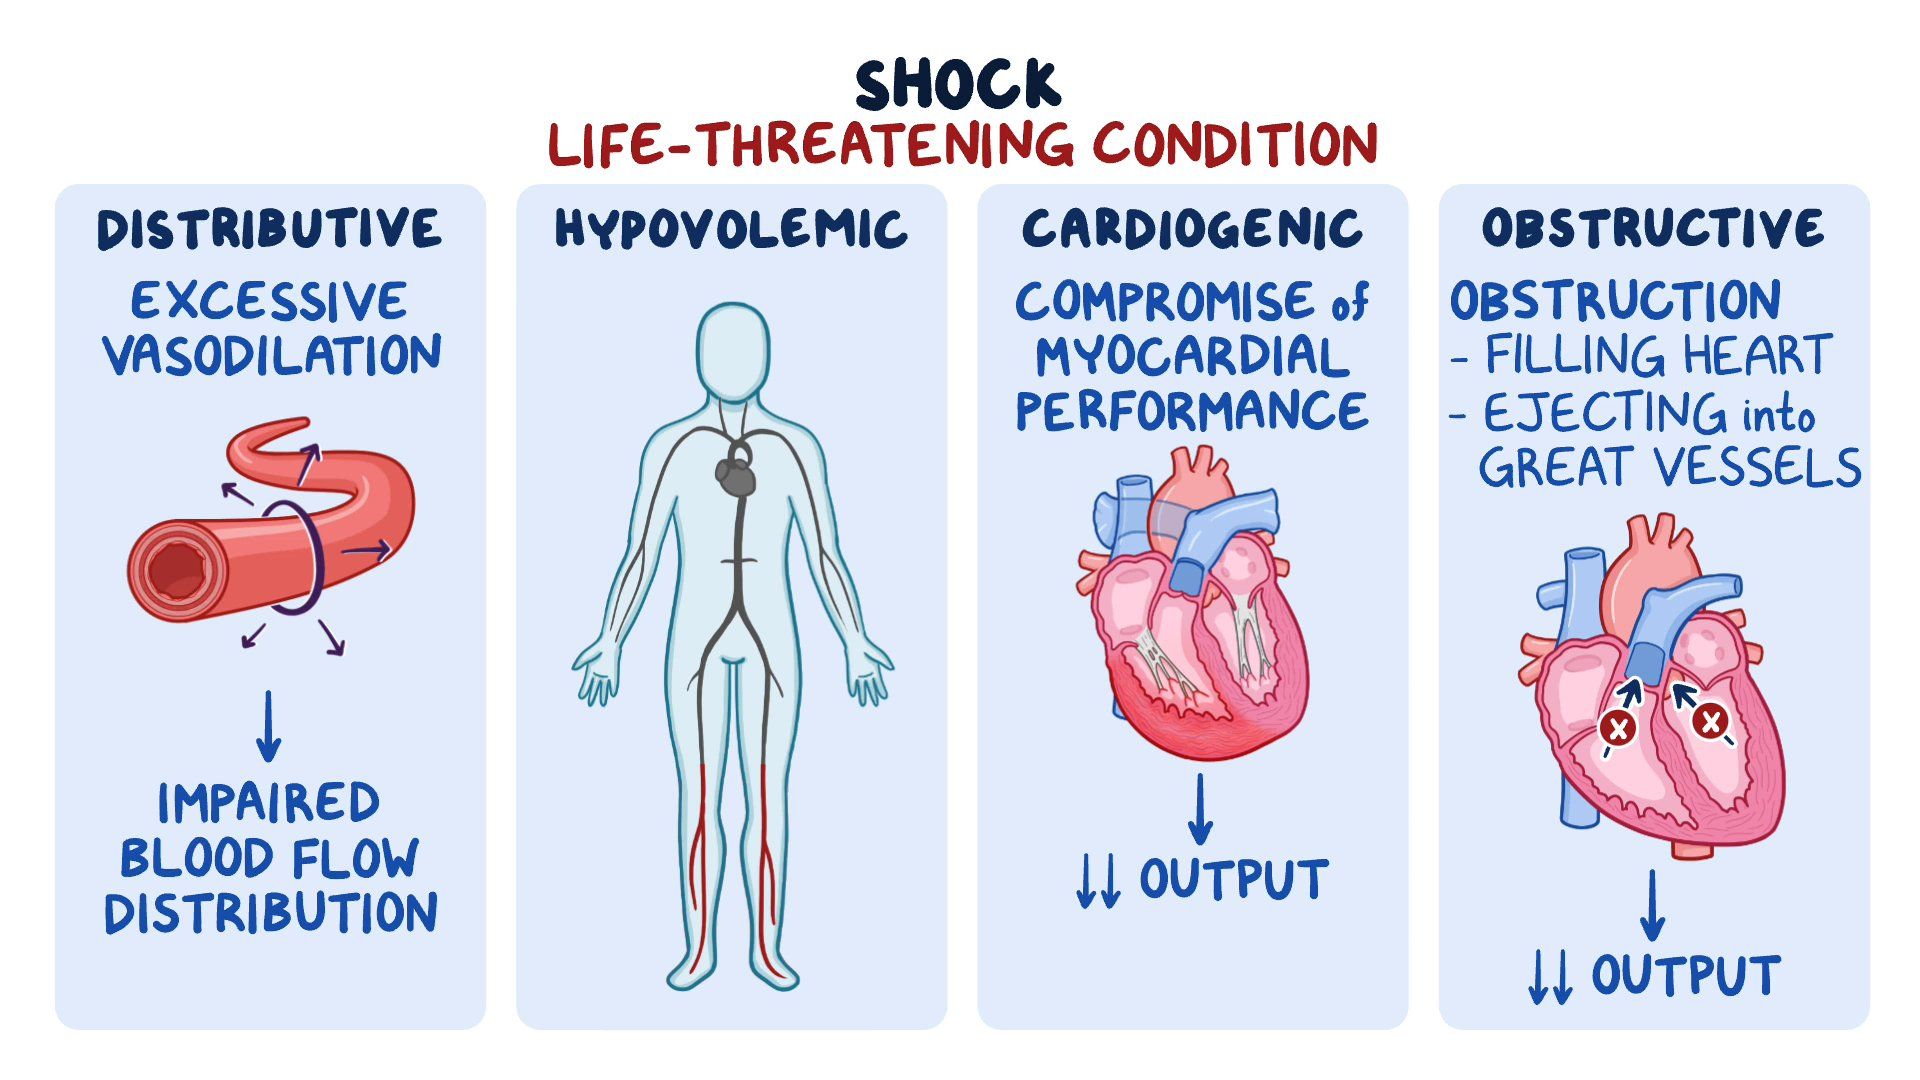 SHOCK
LIFE-THREATENING CONDITION
DISTRIBUTIVE
EXCESSIVE
VASODILATION
↓
IMPAIRED
BLOOD FLOW
DISTRIBUTION
HYPOVOLEMIC
CARDIOGENIC
COMPROMISE of
MYOCARDIAL
PERFORMANCE
↓
↓↓ OUTPUT
OBSTRUCTIVE
OBSTRUCTION
- FILLING HEART
- EJECTING into
GREAT VESSELS
X X
↓
↓↓ OUTPUT